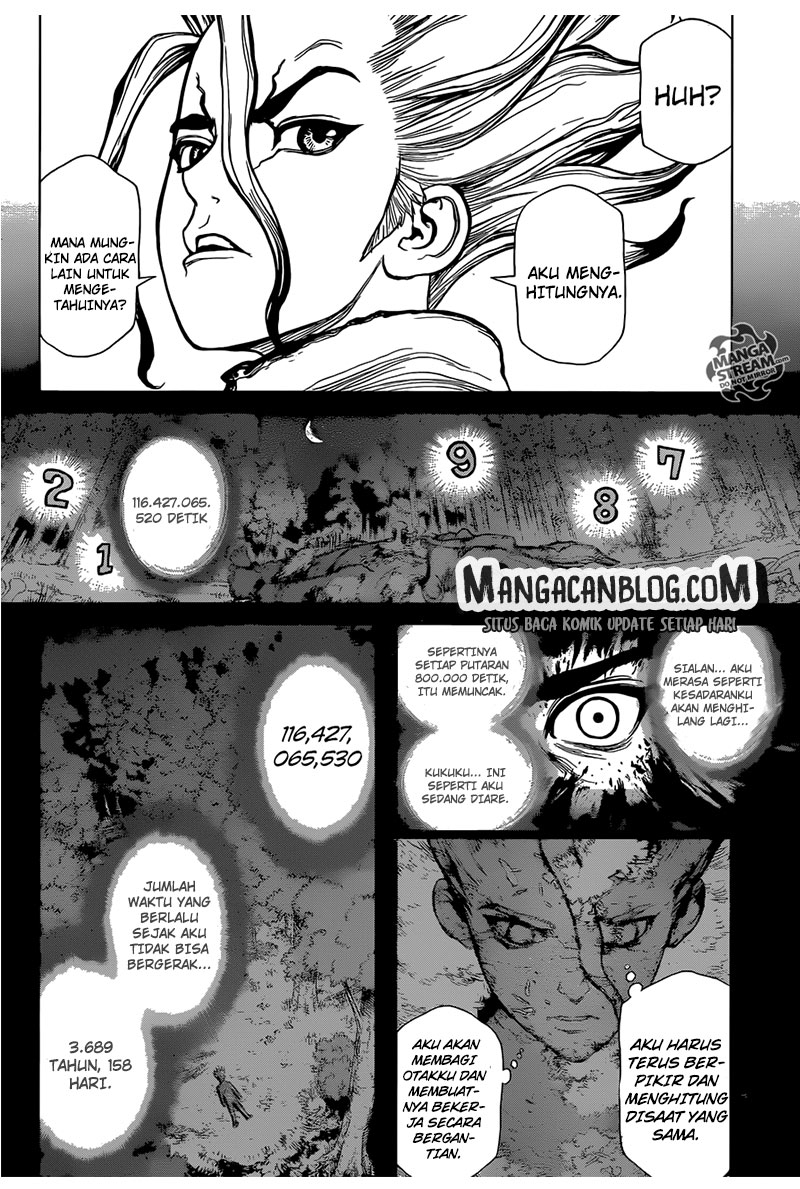 HUH?
AKU MENG-
HITUNGNYA.
MANA MUNG-
KIN ADA CARA
LAIN UNTUK
MENGE-
TAHUINYA?
MANGA
STREAM.com
DO NOT MIRROR
7
8
9
116.427.065.
520 DETIK
1
2
MANGACANBLOG.COM
SITUS BACA KOMIK UPDATE SETIAP HARI
SIALAN... AKU
MERASA SEPERTI
KESADARANKU
AKAN MENGHI-
LANG LAGI...
SEPERTINYA
SETIAP PUTARAN
800.000 DETIK,
ITU MEMUNCAK.
KUKUKU... INI
SEPERTI AKU
SEDANG DIARE.
116,427,
065,530
JUMLAH
WAKTU YANG
BERLALU
SEJAK AKU
TIDAK BISA
BERGERAK...
3.689
TAHUN, 158
HARI.
AKU HARUS
TERUS BER-
PIKIR DAN
MENGHITUNG
DISAAT YANG
SAMA.
AKU AKAN
MEMBAGI
OTAKKU DAN
MEMBUAT-
NYA BEKER-
JA SECARA
BERGAN-
TIAN.